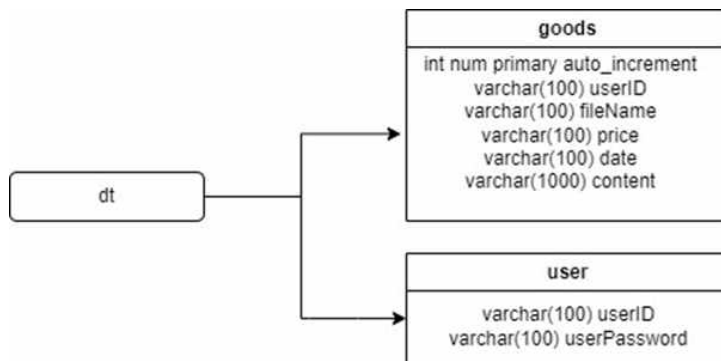 dt
goods
int num primary auto_increment
varchar(100) userID
varchar(100) fileName
varchar(100) price
varchar(100) date
varchar(1000) content
user
varchar(100) userID
varchar(100) userPassword